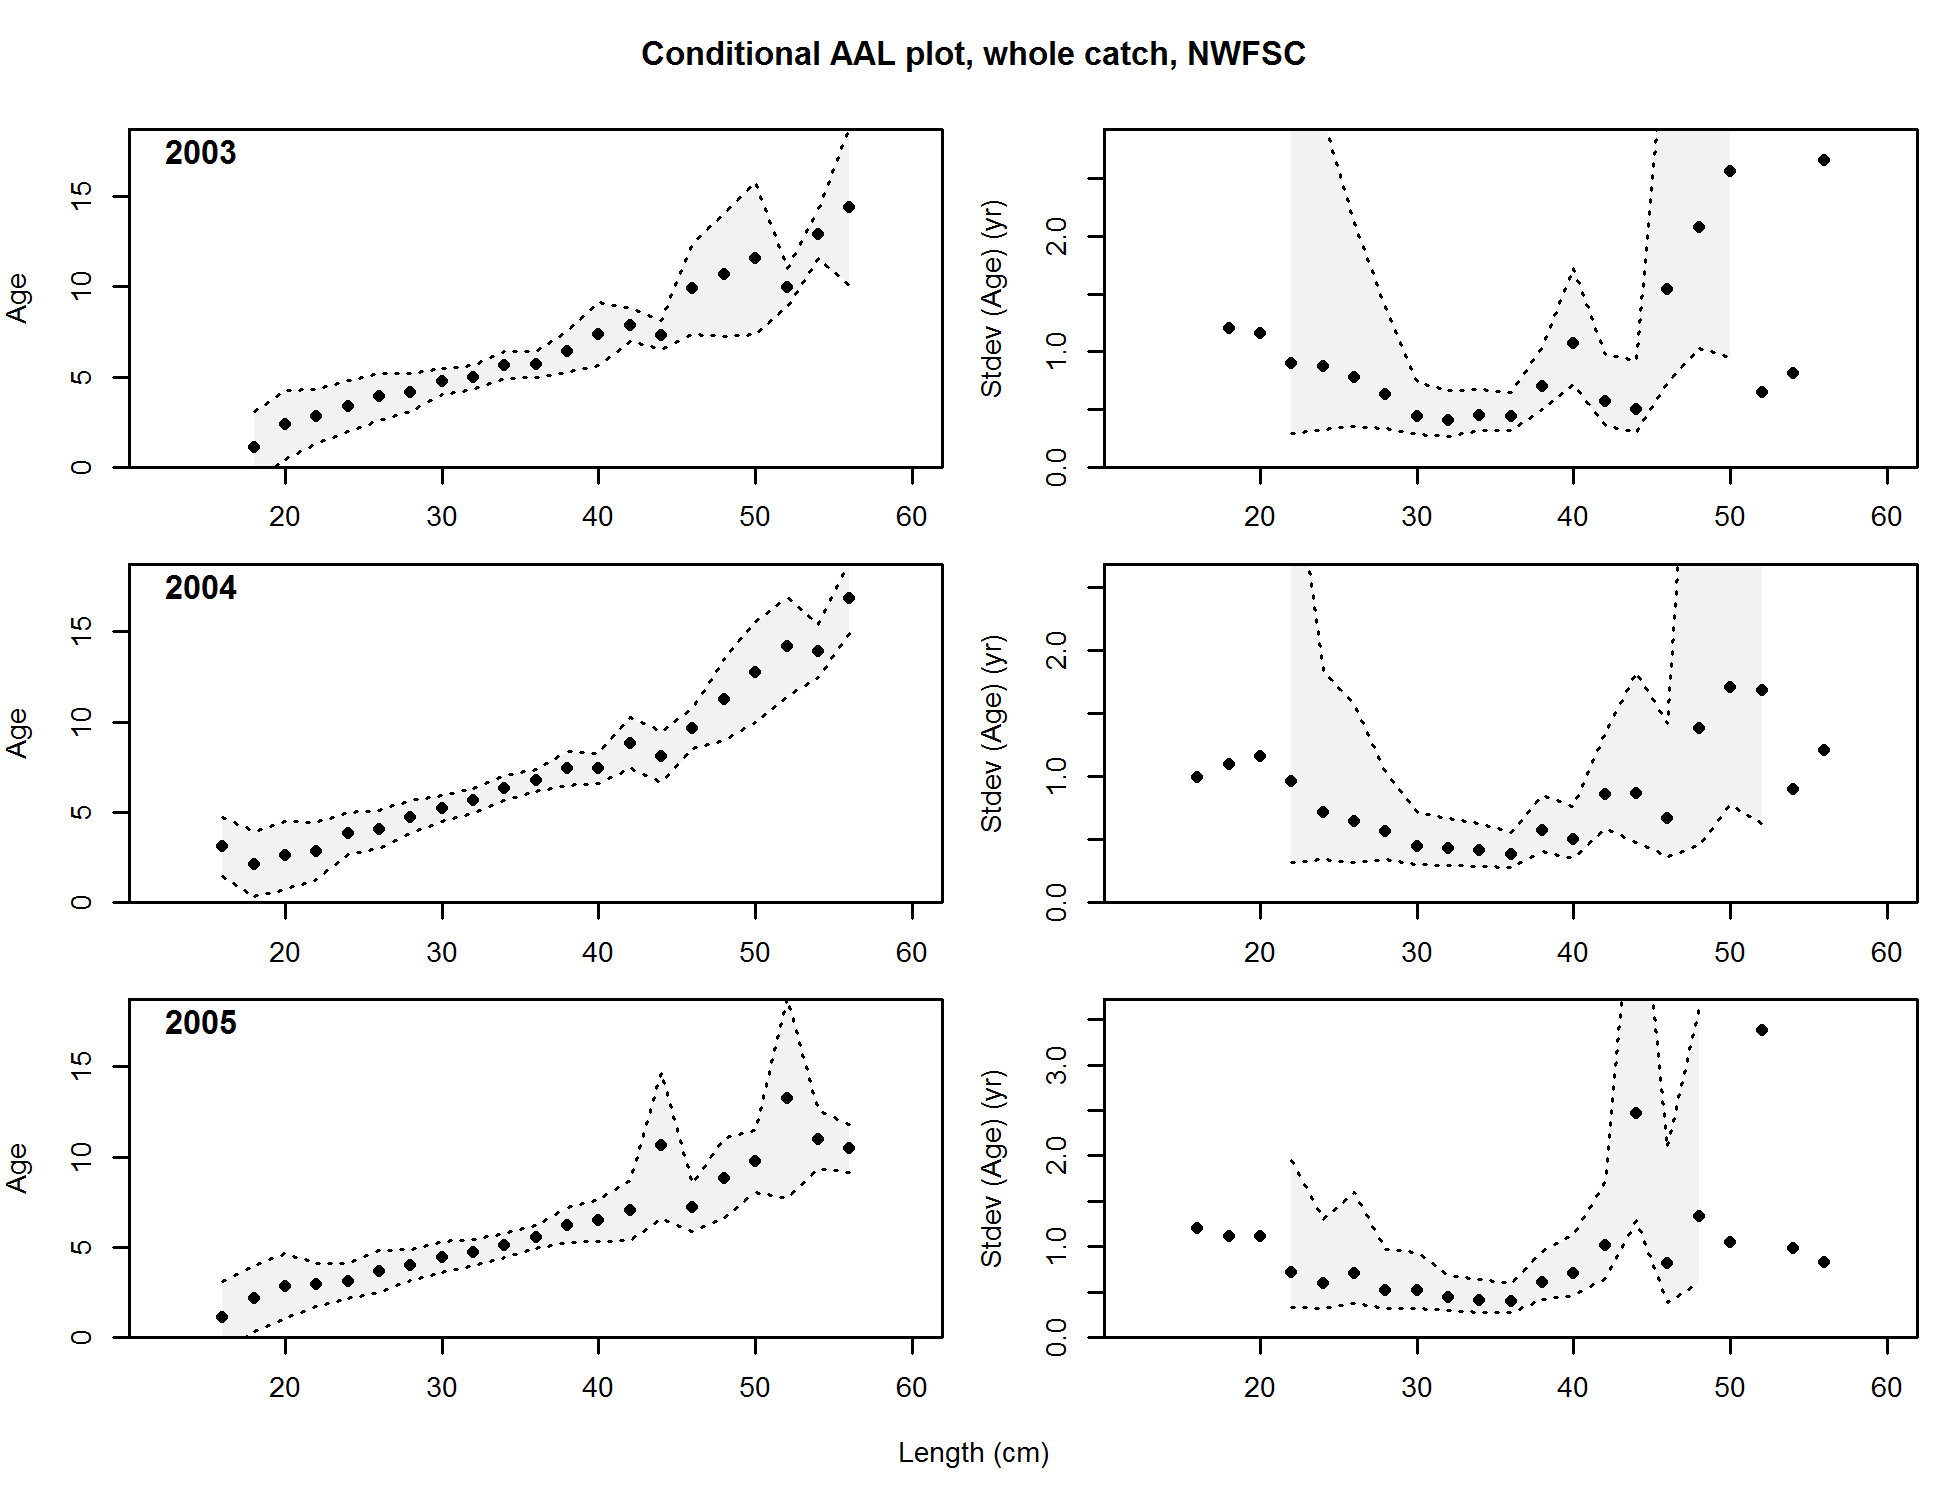 Conditional AAL plot, whole catch, NWFSC
2003
Age
0 5 10 15
20 30 40 50 60
Stdev (Age) (yr)
0.0 1.0 2.0
20 30 40 50 60
2004
Age
0 5 10 15
20 30 40 50 60
Stdev (Age) (yr)
0.0 1.0 2.0
20 30 40 50 60
2005
Age
0 5 10 15
20 30 40 50 60
Stdev (Age) (yr)
0.0 1.0 2.0 3.0
20 30 40 50 60
Length (cm)